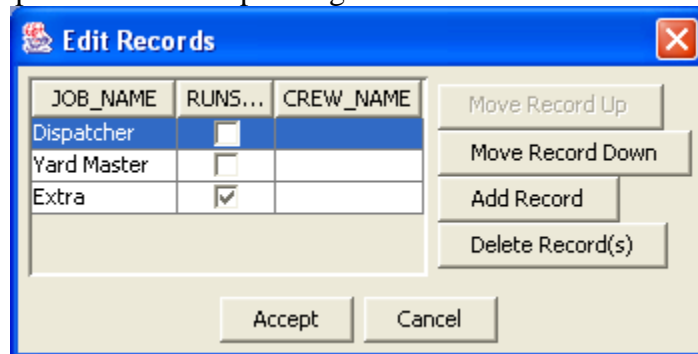 Edit Records
JOB_NAME RUNS... CREW_NAME
Dispatcher
Yard Master
Extra
Move Record Up
Move Record Down
Add Record
Delete Record(s)
Accept Cancel